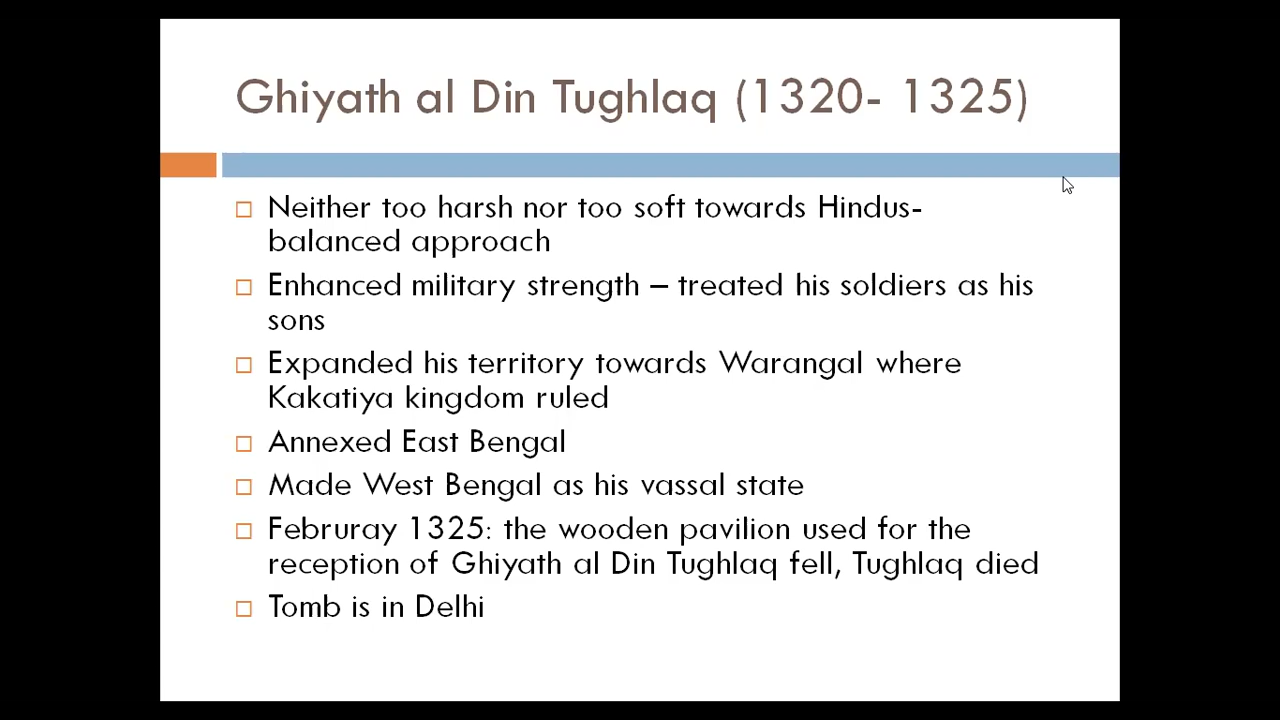 Ghiyath al Din Tughlaq (1320- 1325)
Neither too harsh nor too soft towards Hindus-
balanced approach
Enhanced military strength – treated his soldiers as his
sons
Expanded his territory towards Warangal where
Kakatiya kingdom ruled
Annexed East Bengal
Made West Bengal as his vassal state
Februray 1325: the wooden pavilion used for the
reception of Ghiyath al Din Tughlaq fell, Tughlaq died
Tomb is in Delhi